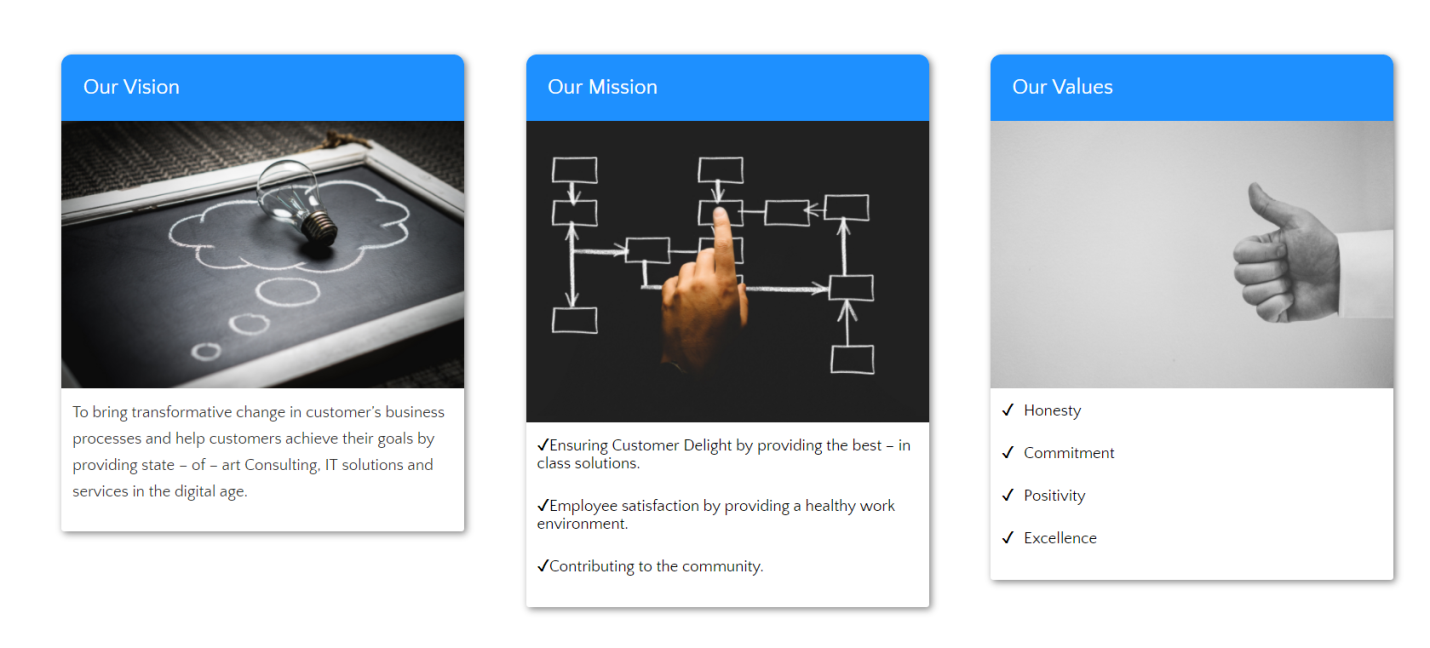 Our Vision
To bring transformative change in customer's business
processes and help customers achieve their goals by
providing state – of – art Consulting, IT solutions and
services in the digital age.
Our Mission
✓Ensuring Customer Delight by providing the best – in
class solutions.
✓Employee satisfaction by providing a healthy work
environment.
✓Contributing to the community.
Our Values
✓ Honesty
✓ Commitment
✓ Positivity
✓ Excellence